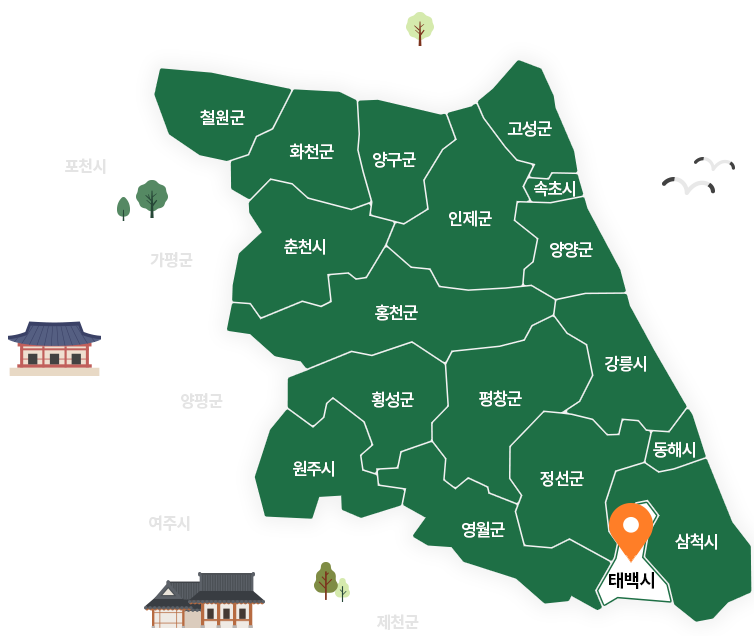 철원군
고성군
화천군
양구군
포천시
속초시
인제군
춘천시
양양군
가평군
홍천군
강릉시
양평군
횡성군
평창군
동해시
원주시
정선군
여주시
영월군
삼척시
태백시
제천군